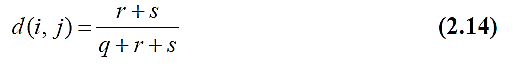 d(i, j) = (r + s) / (q + r + s) (2.14)